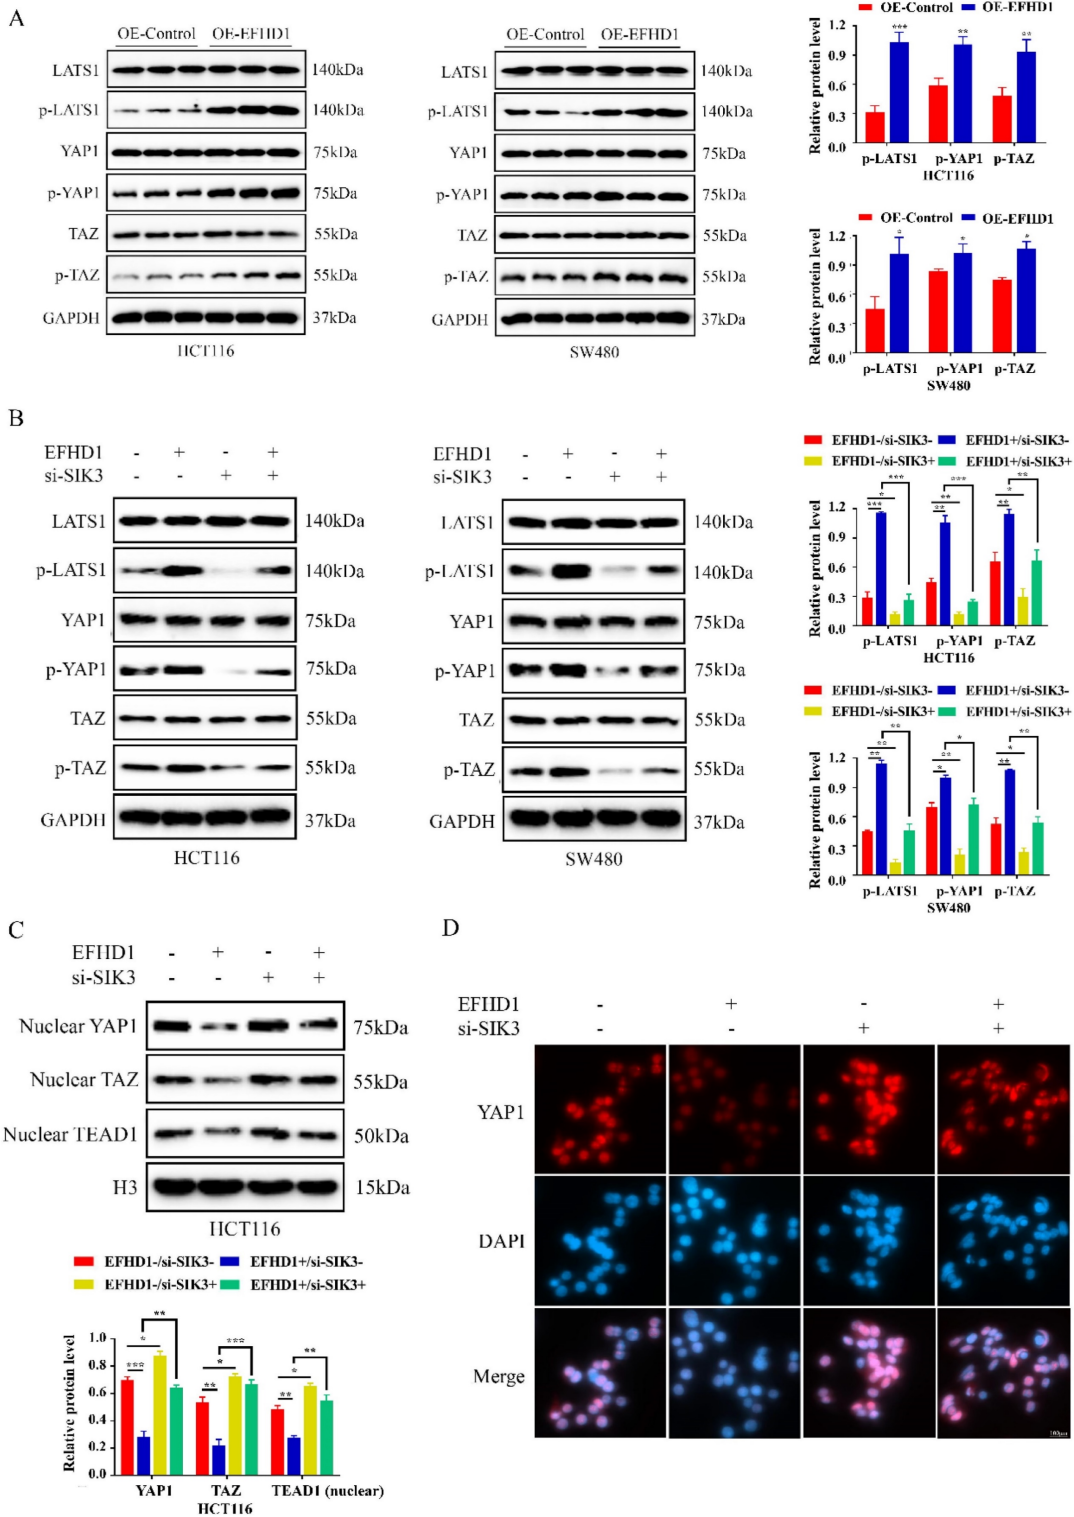 A
OE-Control OE-EFHD1
LATS1 140kDa
p-LATS1 140kDa
YAP1 75kDa
p-YAP1 75kDa
TAZ 55kDa
p-TAZ 55kDa
GAPDH 37kDa
HCT116
OE-Control OE-EFHD1
LATS1 140kDa
p-LATS1 140kDa
YAP1 75kDa
p-YAP1 75kDa
TAZ 55kDa
p-TAZ 55kDa
GAPDH 37kDa
SW480
OE-Control OE-EFHD1
Relative protein level
1.2
0.9
0.6
0.3
0.0
*** ** **
p-LATS1 p-YAP1 p-TAZ
HCT116
OE-Control OE-EFHD1
Relative protein level
1.2
0.9
0.6
0.3
0.0
* * *
p-LATS1 p-YAP1 p-TAZ
SW480
B
EFHD1 - + - +
si-SIK3 - - + +
LATS1 140kDa
p-LATS1 140kDa
YAP1 75kDa
p-YAP1 75kDa
TAZ 55kDa
p-TAZ 55kDa
GAPDH 37kDa
HCT116
EFHD1 - + - +
si-SIK3 - - + +
LATS1 140kDa
p-LATS1 140kDa
YAP1 75kDa
p-YAP1 75kDa
TAZ 55kDa
p-TAZ 55kDa
GAPDH 37kDa
SW480
EFHD1-/si-SIK3- EFHD1+/si-SIK3-
EFHD1-/si-SIK3+ EFHD1+/si-SIK3+
Relative protein level
1.2
0.9
0.6
0.3
0.0
*** *** **
* ** *
*** ** **
p-LATS1 p-YAP1 p-TAZ
HCT116
EFHD1-/si-SIK3- EFHD1+/si-SIK3-
EFHD1-/si-SIK3+ EFHD1+/si-SIK3+
Relative protein level
1.2
0.9
0.6
0.3
0.0
** * **
** ** *
** * **
p-LATS1 p-YAP1 p-TAZ
SW480
C
EFHD1 - + - +
si-SIK3 - - + +
Nuclear YAP1 75kDa
Nuclear TAZ 55kDa
Nuclear TEAD1 50kDa
H3 15kDa
HCT116
EFHD1-/si-SIK3- EFHD1+/si-SIK3-
EFHD1-/si-SIK3+ EFHD1+/si-SIK3+
Relative protein level
1.0
0.8
0.6
0.4
0.2
0.0
** *** **
* * *
*** ** **
YAP1 TAZ TEAD1 (nuclear)
HCT116
D
EFHD1 - + - +
si-SIK3 - - + +
YAP1
DAPI
Merge
100μm